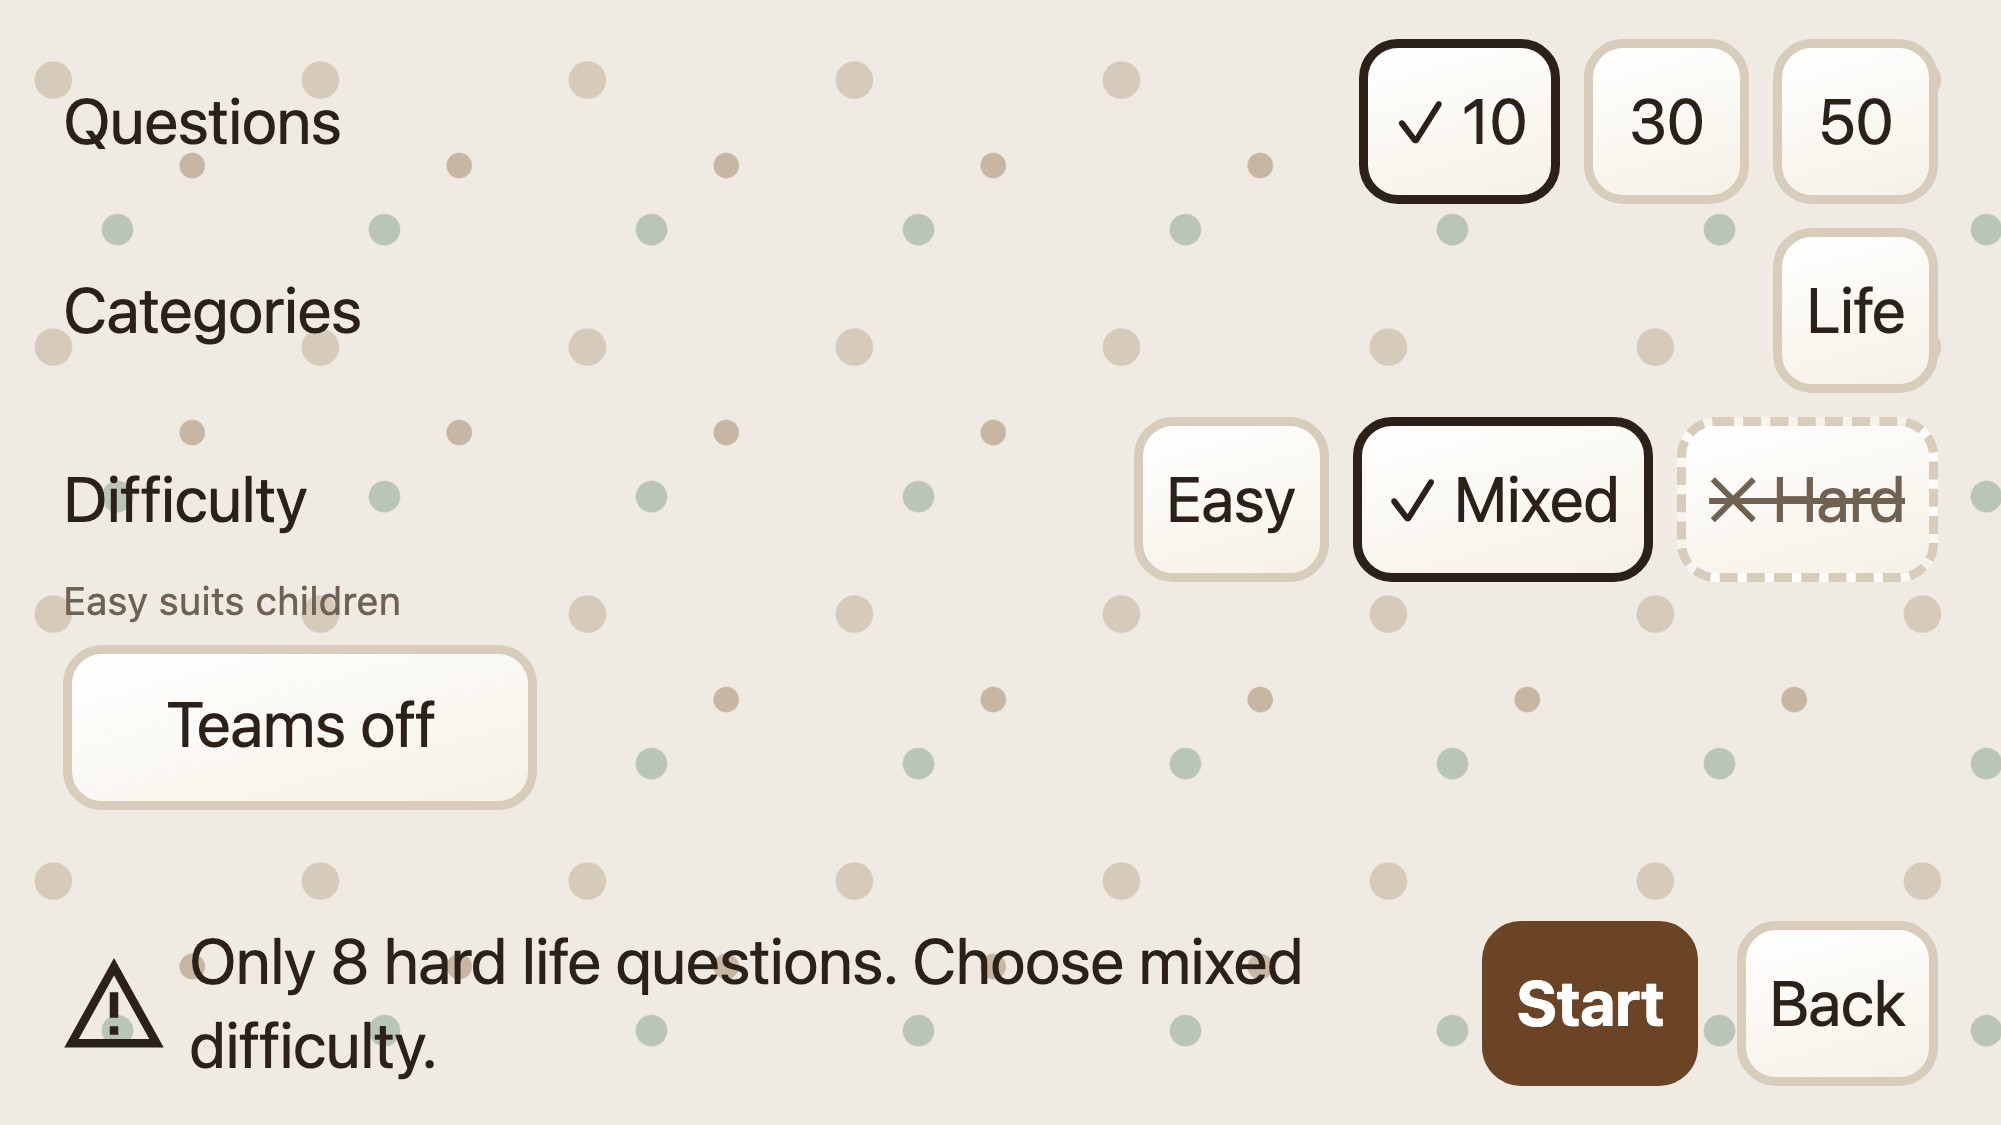 Questions
✓ 10
30
50
Categories
Life
Difficulty
Easy
✓ Mixed
✕ Hard
Easy suits children
Teams off
Only 8 hard life questions. Choose mixed
difficulty.
Start
Back